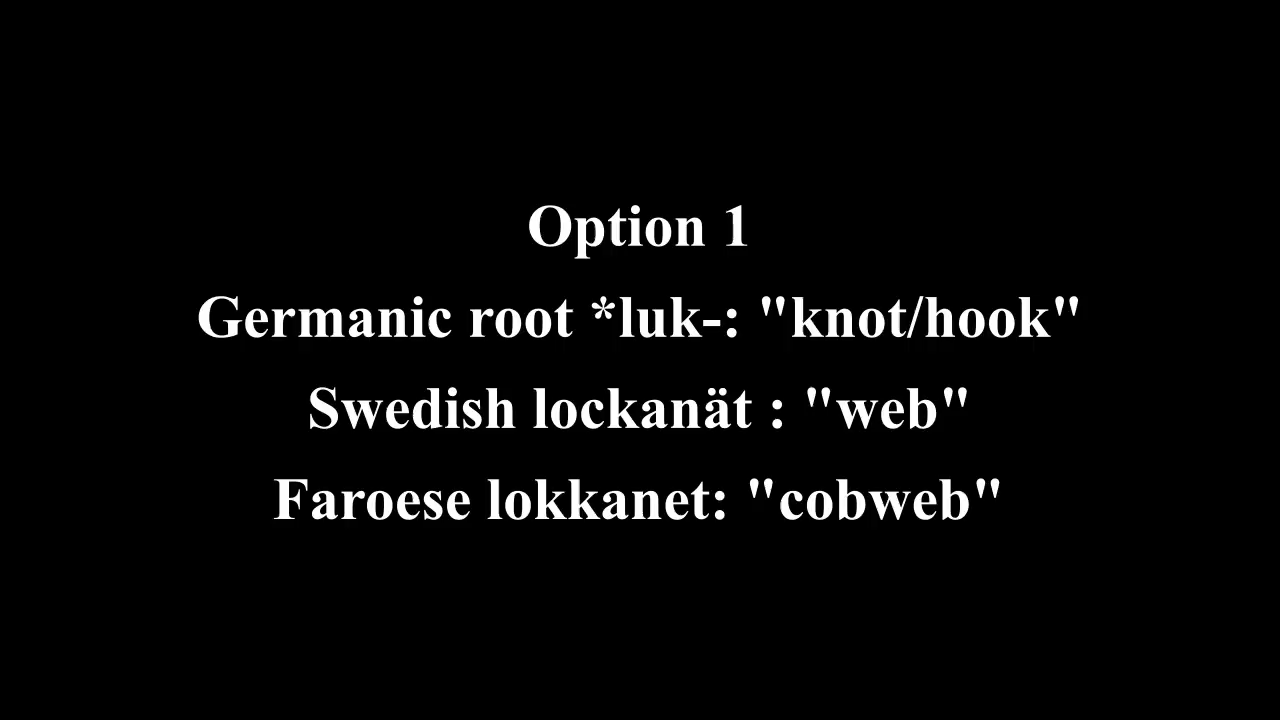 Option 1
Germanic root *luk-: "knot/hook"
Swedish lockanät : "web"
Faroese lokkanet: "cobweb"